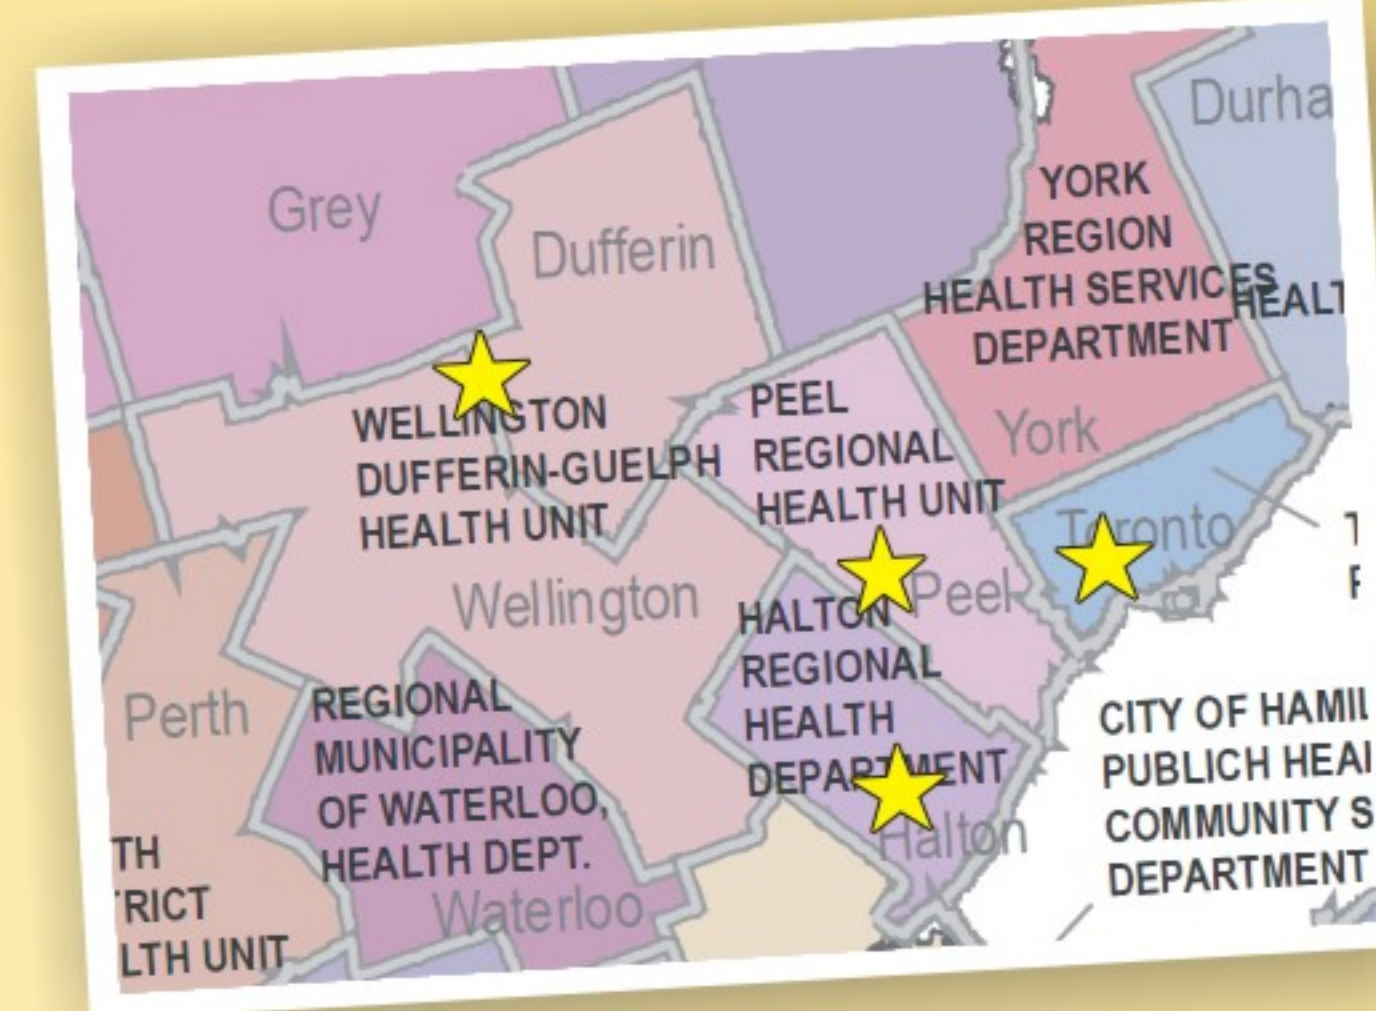 Durha
Grey
Dufferin
YORK
REGION
HEALTH SERVICES
DEPARTMENT
HEALT
York
WELLINGTON
DUFFERIN-GUELPH
HEALTH UNIT
PEEL
REGIONAL
HEALTH UNIT
Toronto
Peel
Wellington
HALTON
REGIONAL
HEALTH
DEPARTMENT
Halton
Perth
REGIONAL
MUNICIPALITY
OF WATERLOO,
HEALTH DEPT.
Waterloo
TH
TRICT
LTH UNIT
CITY OF HAMIL
PUBLICH HEAL
COMMUNITY S
DEPARTMENT